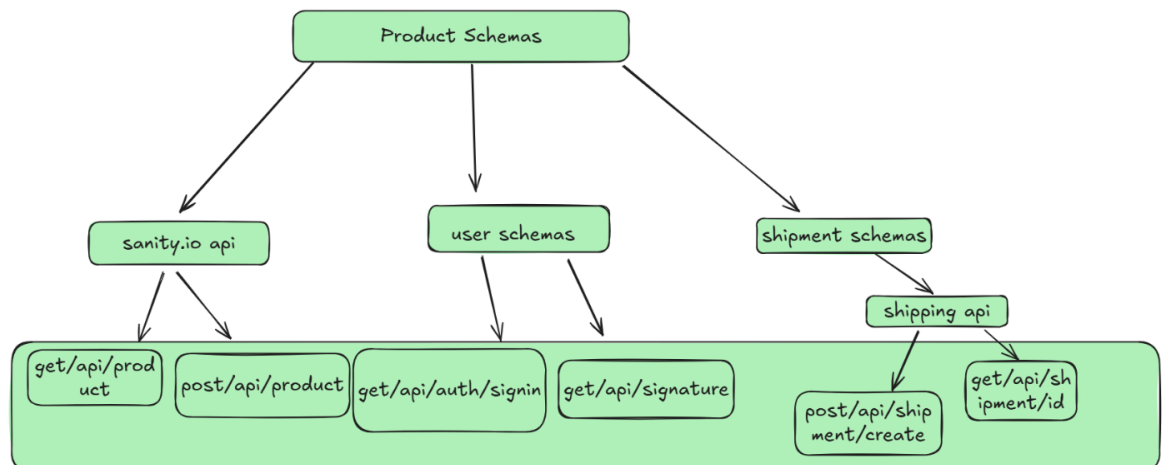 Product Schemas
sanity.io api
user schemas
shipment schemas
shipping api
get/api/prod
uct
post/api/product
get/api/auth/signin
get/api/signature
post/api/ship
ment/create
get/api/sh
ipment/id